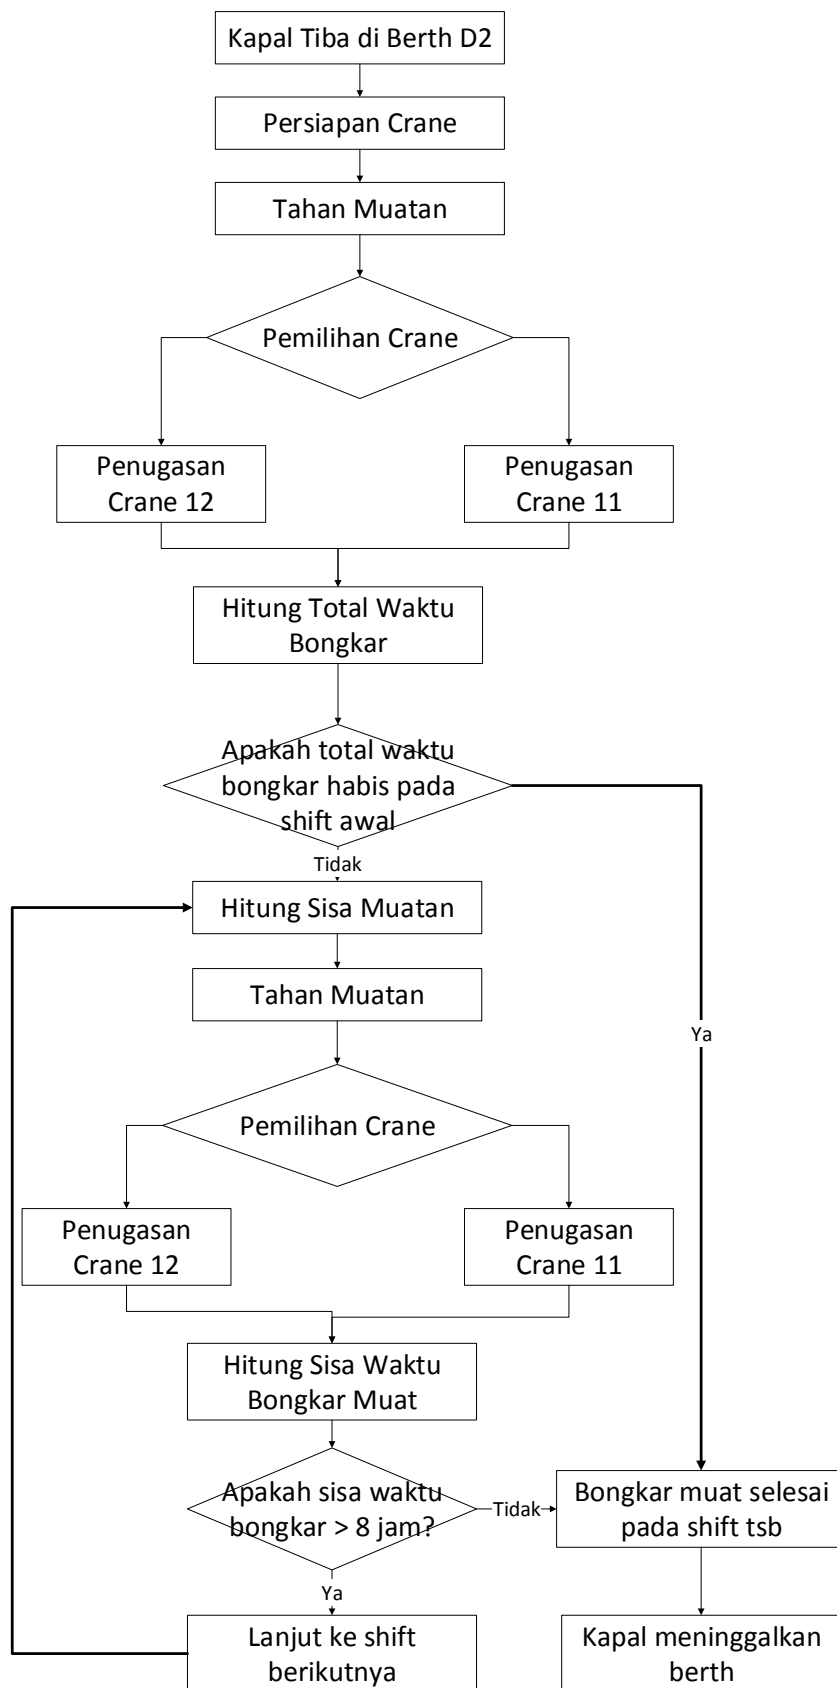 Kapal Tiba di Berth D2
Persiapan Crane
Tahan Muatan
Pemilihan Crane
Penugasan
Crane 12
Penugasan
Crane 11
Hitung Total Waktu
Bongkar
Apakah total waktu
bongkar habis pada
shift awal
Tidak
Hitung Sisa Muatan
Tahan Muatan
Ya
Pemilihan Crane
Penugasan
Crane 12
Penugasan
Crane 11
Hitung Sisa Waktu
Bongkar Muat
Apakah sisa waktu
bongkar > 8 jam?
Tidak
Bongkar muat selesai
pada shift tsb
Ya
Lanjut ke shift
berikutnya
Kapal meninggalkan
berth